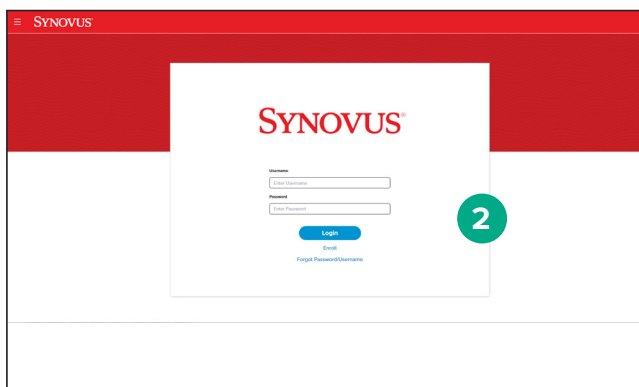 SYNOVUS
SYNOVUS®
Username
Enter Username
Password
Enter Password
Login
Enroll
Forgot Password/Username
2